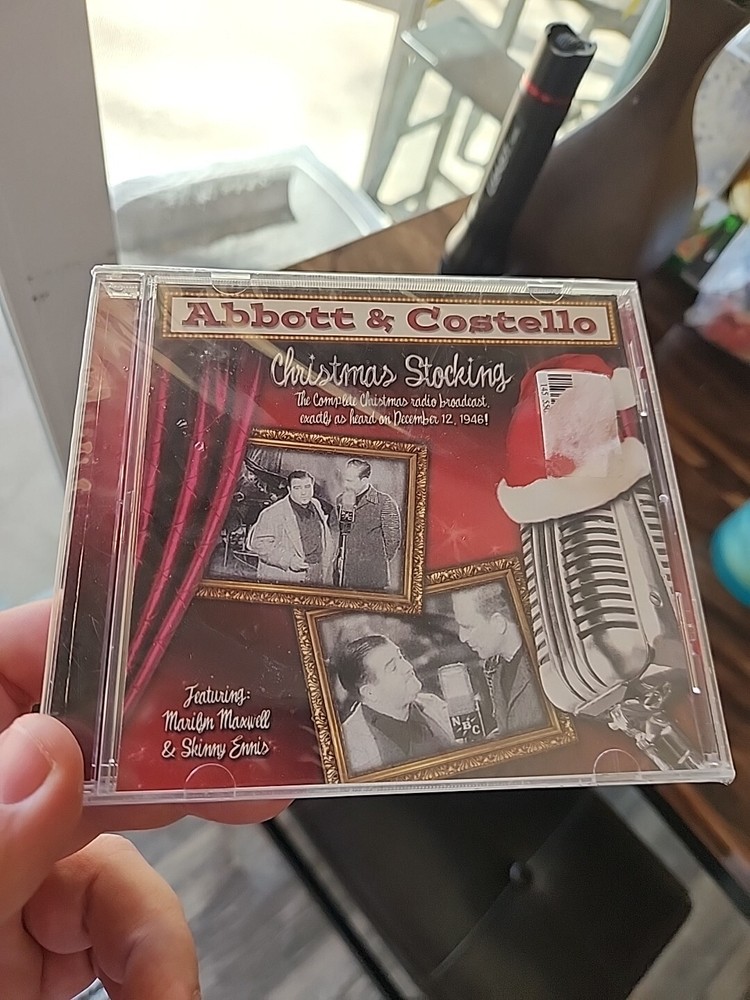 Abbott & Costello
Christmas Stocking
The Complete Christmas radio broadcast,
exactly as heard on December 12, 1946!
NBC
Featuring:
Marilyn Maxwell
& Skinny Ennis